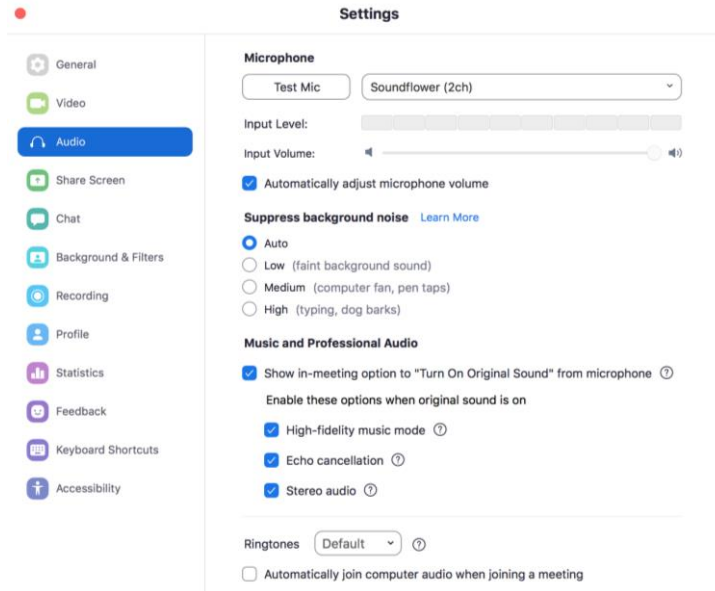 Settings
General
Video
Audio
Share Screen
Chat
Background & Filters
Recording
Profile
Statistics
Feedback
Keyboard Shortcuts
Accessibility
Microphone
Test Mic
Soundflower (2ch)
Input Level:
Input Volume:
Automatically adjust microphone volume
Suppress background noise Learn More
Auto
Low (faint background sound)
Medium (computer fan, pen taps)
High (typing, dog barks)
Music and Professional Audio
Show in-meeting option to "Turn On Original Sound" from microphone ?
Enable these options when original sound is on
High-fidelity music mode ?
Echo cancellation ?
Stereo audio ?
Ringtones Default ?
Automatically join computer audio when joining a meeting